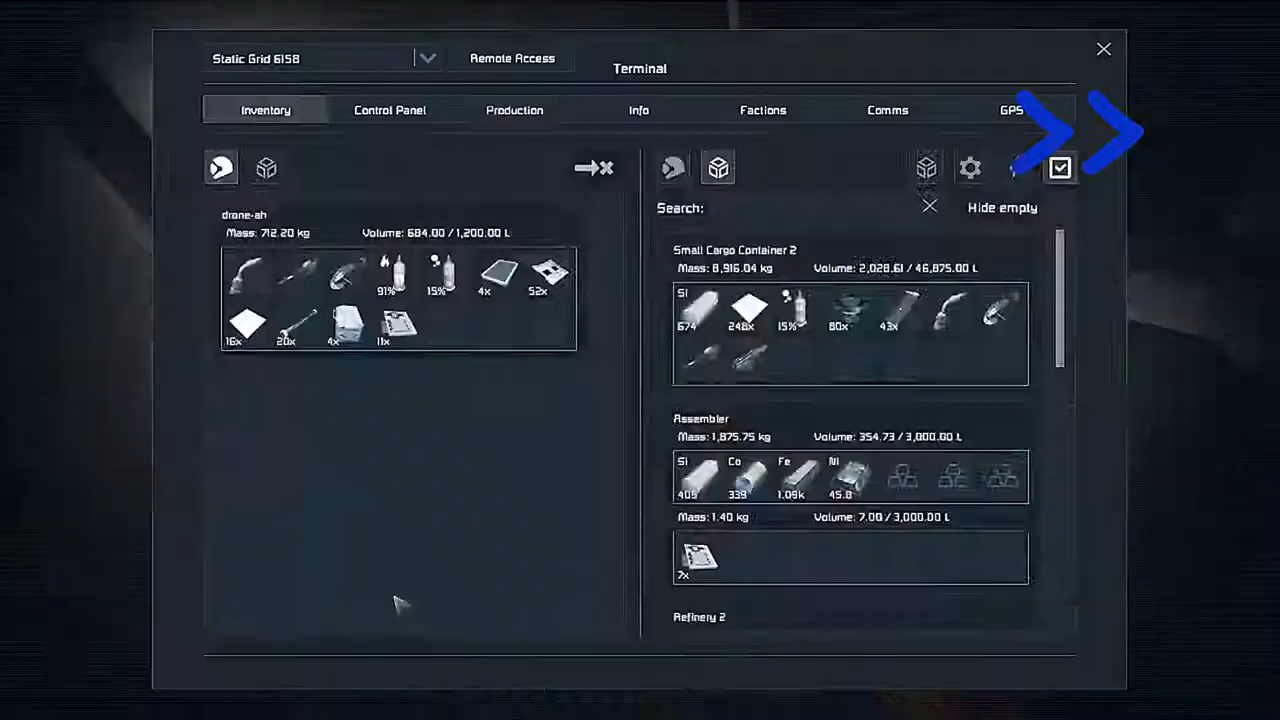 Static Grid 6158
Remote Access
Terminal
Inventory
Control Panel
Production
Info
Factions
Comms
GPS
drone-ah
Mass: 712.20 kg
Volume: 684.00 / 1,200.00 L
91%
15%
4x
52x
16x
20x
4x
11x
Search:
Hide empty
Small Cargo Container 2
Mass: 8,916.04 kg
Volume: 2,028.61 / 46,875.00 L
Si
674
248x
15%
80x
43x
Assembler
Mass: 1,875.75 kg
Volume: 354.73 / 3,000.00 L
Si
Co
Fe
Ni
405
339
1.09k
45.8
Mass: 1.40 kg
Volume: 7.00 / 3,000.00 L
7x
Refinery 2